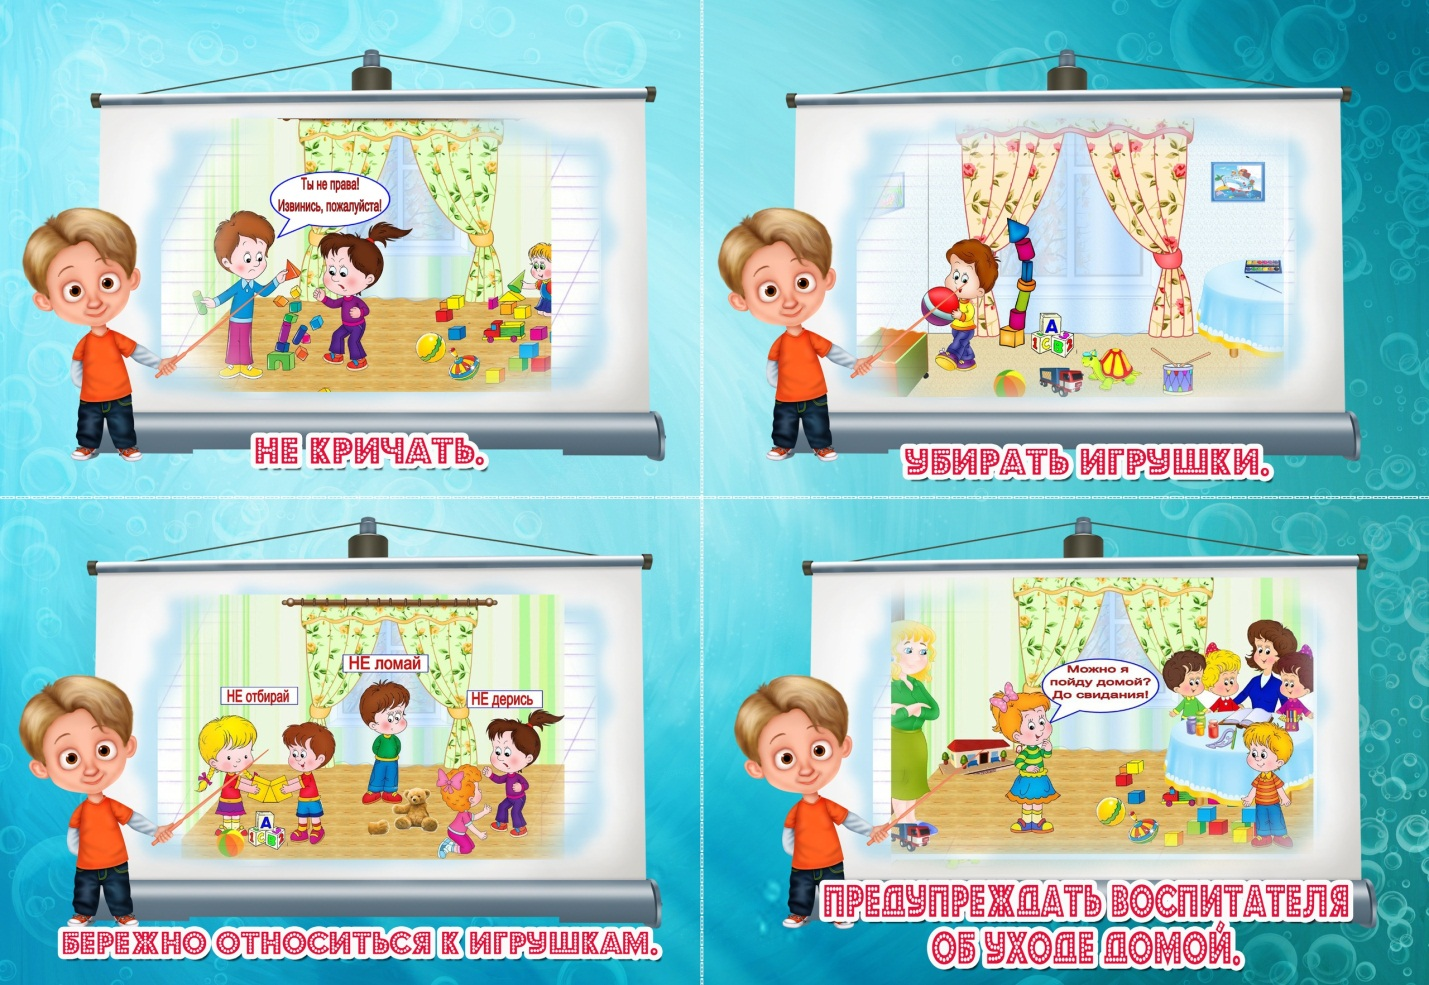 Ты не права!
Извинись, пожалуйста!
НЕ КРИЧАТЬ.
А
УБИРАТЬ ИГРУШКИ.
НЕ отбирай
НЕ ломай
НЕ дерись
А
БЕРЕЖНО ОТНОСИТЬСЯ К ИГРУШКАМ.
Можно я
пойду домой?
До свидания!
ПРЕДУПРЕЖДАТЬ ВОСПИТАТЕЛЯ
ОБ УХОДЕ ДОМОЙ.